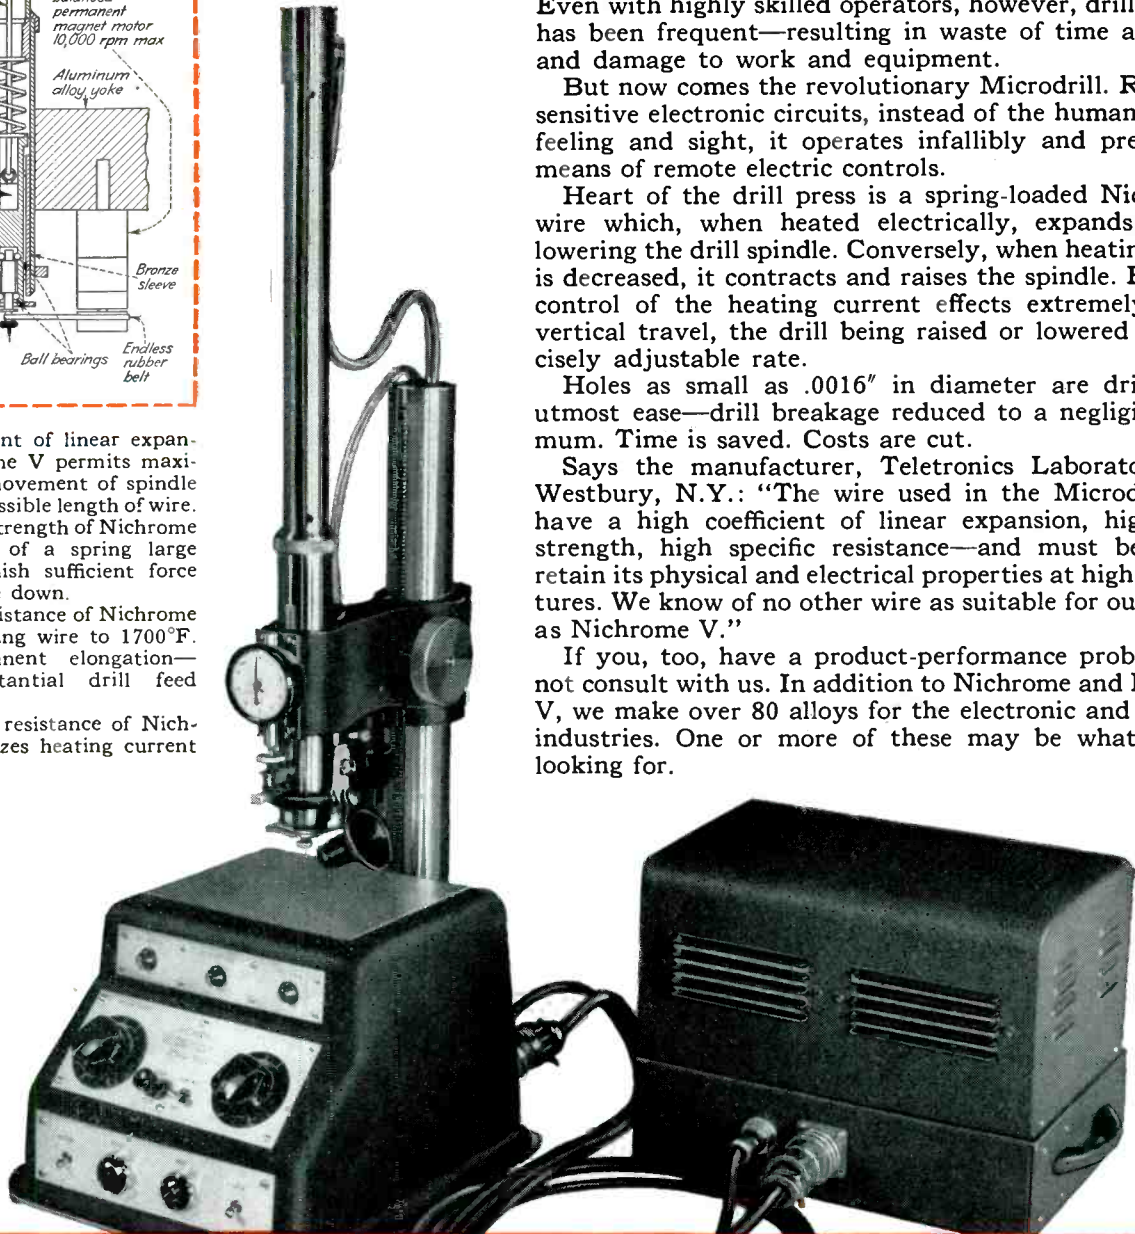 balanced
permanent
magnet motor
10,000 rpm max
Aluminum
alloy yoke
Bronze
sleeve
Ball bearings
Endless
rubber
belt
nt of linear expan-
ne V permits maxi-
ovement of spindle
ssible length of wire.
trength of Nichrome
of a spring large
nish sufficient force
down.
istance of Nichrome
ng wire to 1700°F.
nent elongation—
tantial drill feed
resistance of Nich-
zes heating current
Even with highly skilled operators, however, drill
has been frequent—resulting in waste of time a
and damage to work and equipment.
But now comes the revolutionary Microdrill. R
sensitive electronic circuits, instead of the human
feeling and sight, it operates infallibly and pre
means of remote electric controls.
Heart of the drill press is a spring-loaded Nic
wire which, when heated electrically, expands
lowering the drill spindle. Conversely, when heatin
is decreased, it contracts and raises the spindle.
control of the heating current effects extremely
vertical travel, the drill being raised or lowered
cisely adjustable rate.
Holes as small as .0016″ in diameter are dri
utmost ease—drill breakage reduced to a negligi
mum. Time is saved. Costs are cut.
Says the manufacturer, Teletronics Laborato
Westbury, N.Y.: “The wire used in the Microd
have a high coefficient of linear expansion, hig
strength, high specific resistance—and must be
retain its physical and electrical properties at high
tures. We know of no other wire as suitable for ou
as Nichrome V.”
If you, too, have a product-performance prob
not consult with us. In addition to Nichrome and
V, we make over 80 alloys for the electronic and
industries. One or more of these may be what
looking for.